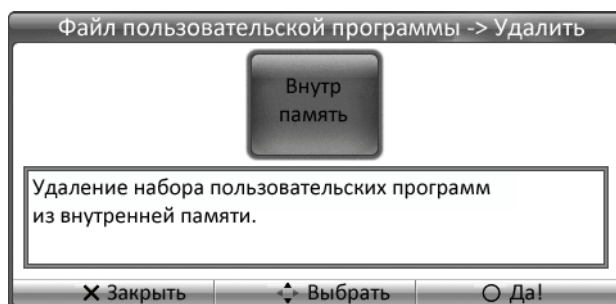 Файл пользовательской программы -> Удалить
Внутр
память
Удаление набора пользовательских программ
из внутренней памяти.
Закрыть Выбрать Да!